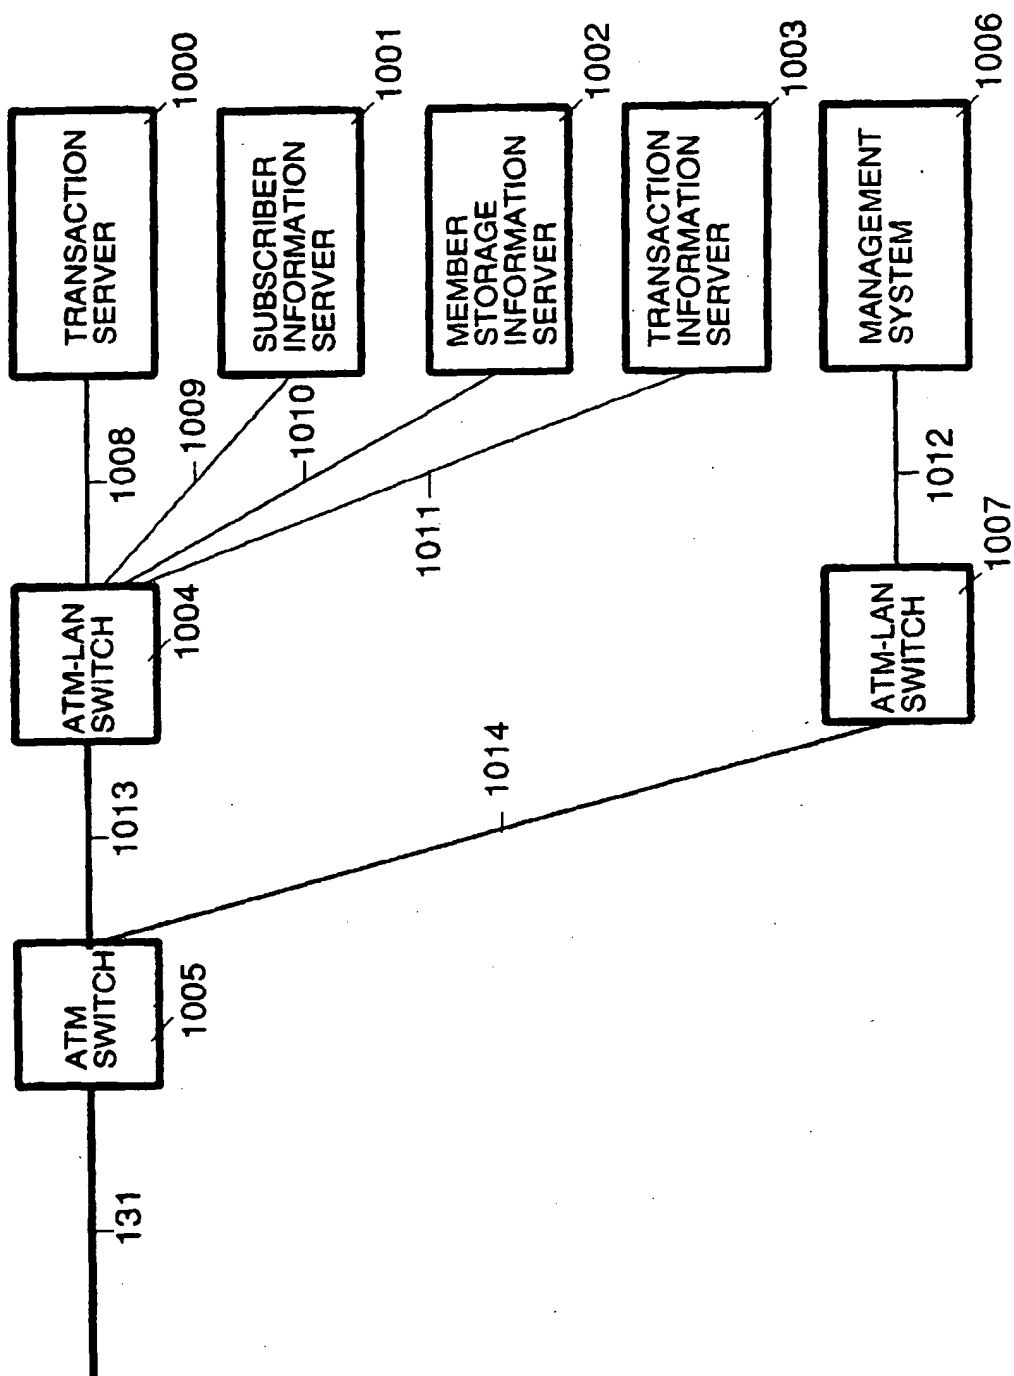 TRANSACTION
SERVER
1000
SUBSCRIBER
INFORMATION
SERVER
1001
MEMBER
STORAGE
INFORMATION
SERVER
1002
TRANSACTION
INFORMATION
SERVER
1003
MANAGEMENT
SYSTEM
1006
1008
1009
1010
1011
1012
ATM-LAN
SWITCH
1004
ATM-LAN
SWITCH
1007
1013
1014
ATM
SWITCH
1005
131